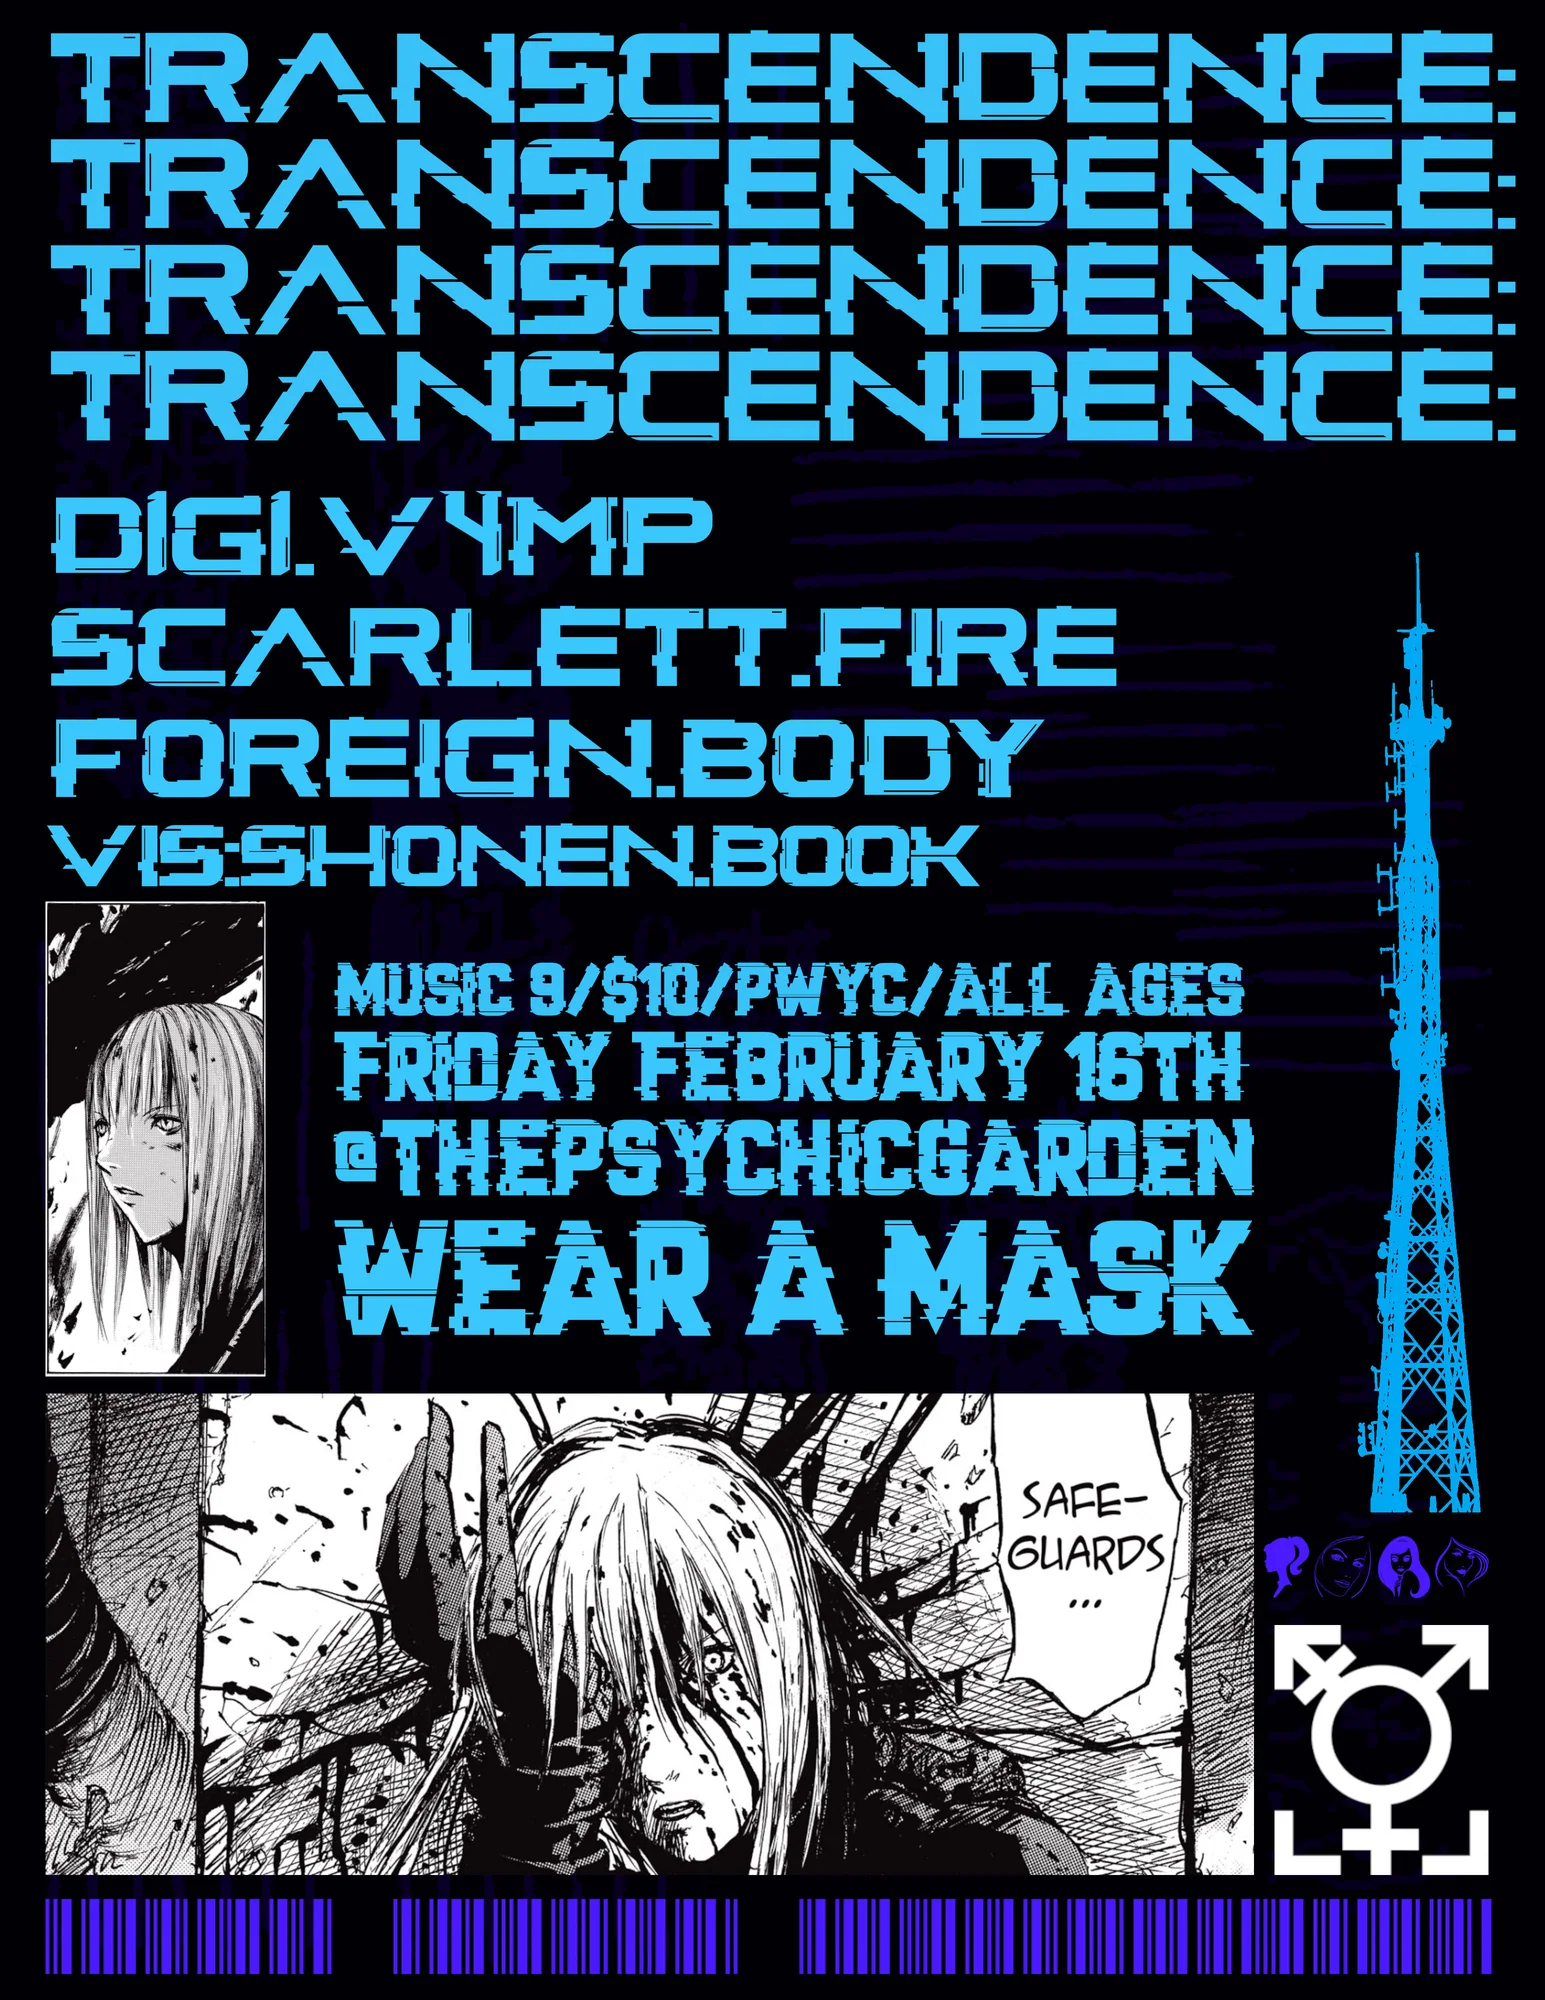 TRANSCENDENCE:
TRANSCENDENCE:
TRANSCENDENCE:
TRANSCENDENCE:
DIGI.V4MP
SCARLETT.FIRE
FOREIGN.BODY
VIS:SHONEN.BOOK
MUSIC 9/$10/PWYC/ALL AGES
FRIDAY FEBRUARY 16TH
@THEPSYCHICGARDEN
WEAR A MASK
SAFE-
GUARDS
...